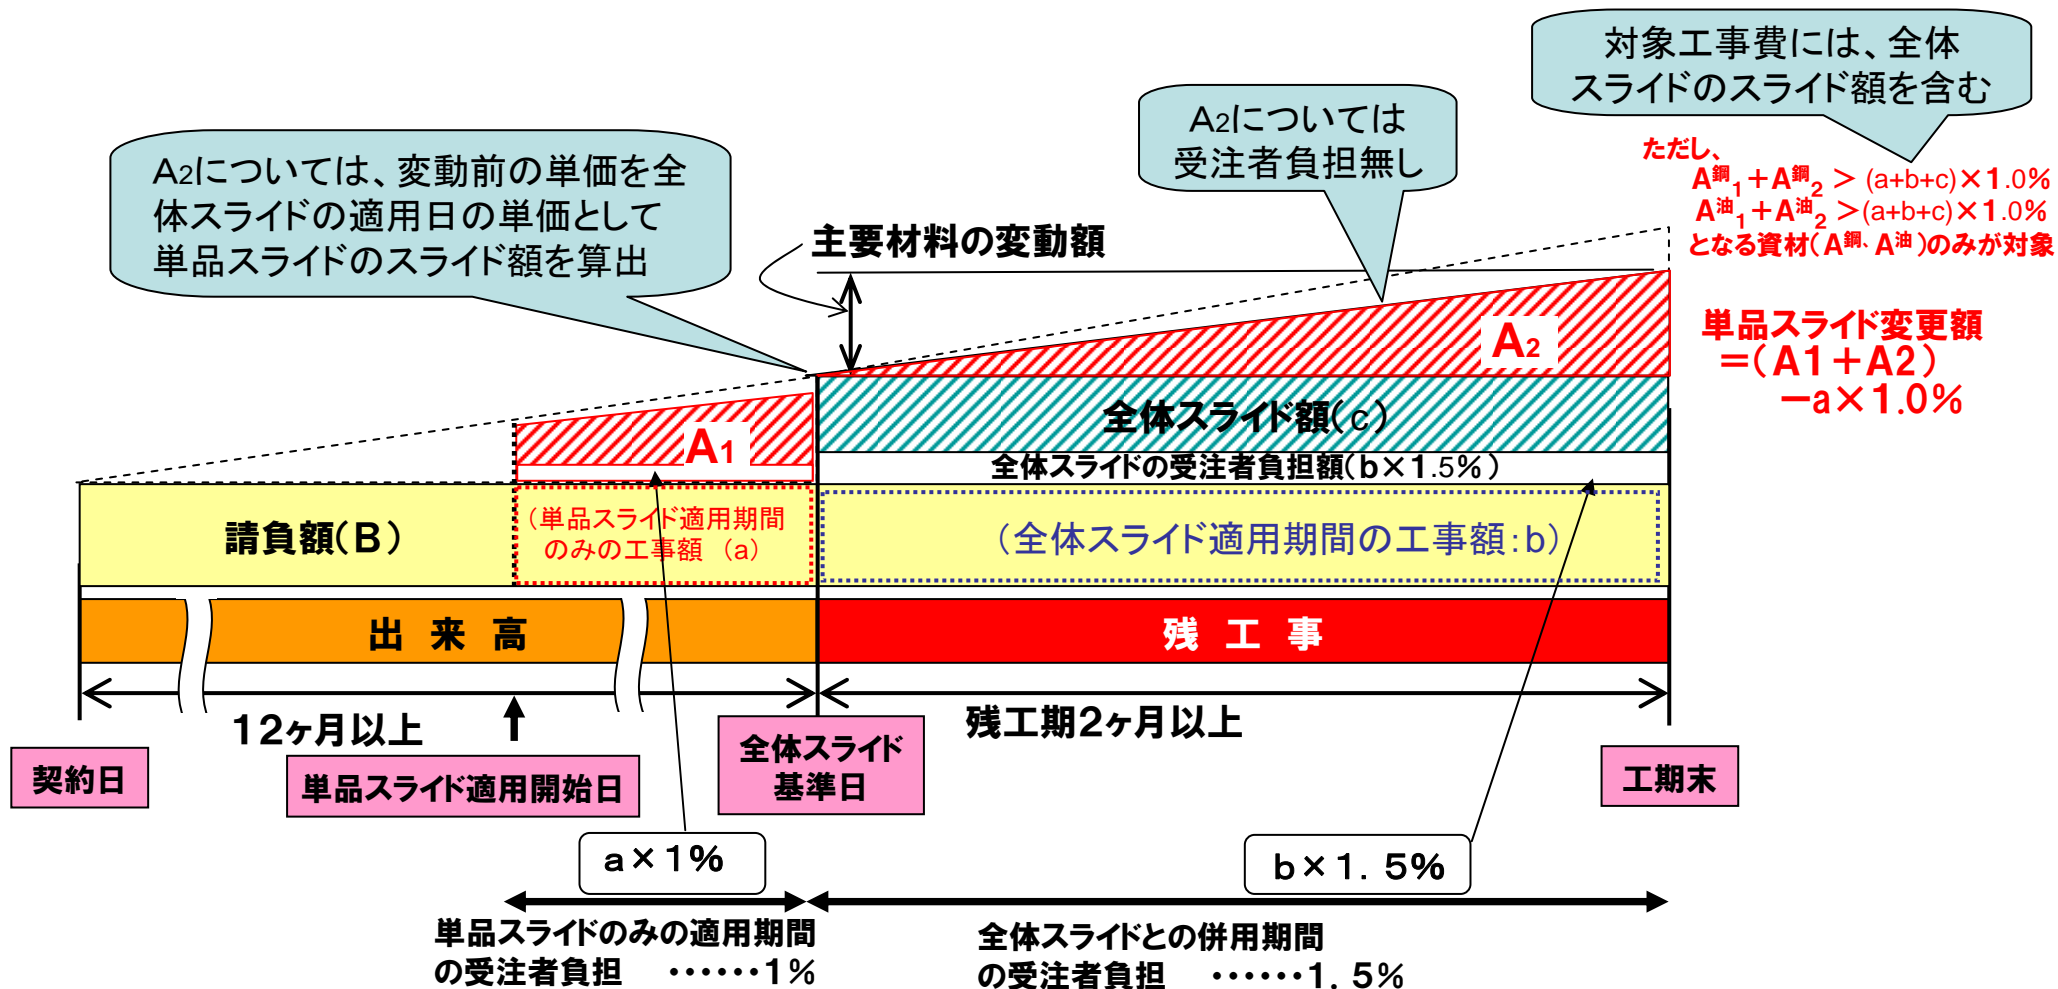 対象工事費には、全体
スライドのスライド額を含む
A2については
受注者負担無し
A2については、変動前の単価を全
体スライドの適用日の単価として
単品スライドのスライド額を算出
ただし、
A鋼1＋A鋼2 ＞ (a+b+c)×1.0%
A油1＋A油2 ＞(a+b+c)×1.0%
となる資材(A鋼、A油)のみが対象
主要材料の変動額
単品スライド変更額
＝(A1＋A2)
－a×1.0%
A2
A1
全体スライド額(c)
全体スライドの受注者負担額(b×1.5%)
請負額(B)
(単品スライド適用期間
のみの工事額 (a)
(全体スライド適用期間の工事額:b)
出 来 高
残 工 事
12ヶ月以上
残工期2ヶ月以上
契約日
単品スライド適用開始日
全体スライド
基準日
工期末
a×1%
b×1. 5%
単品スライドのみの適用期間
の受注者負担 ・・・・・・1%
全体スライドとの併用期間
の受注者負担 ・・・・・・1. 5%